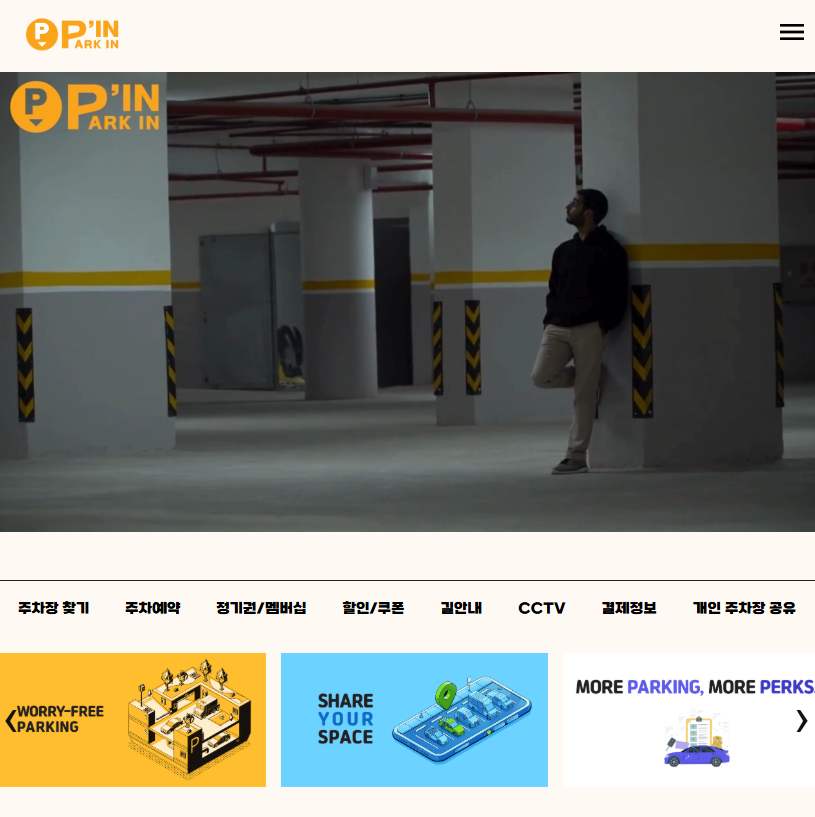 P P'IN
ARK IN
P P'IN
ARK IN
주차장 찾기 주차예약 정기권/멤버십 할인/쿠폰 길안내 CCTV 결제정보 개인 주차장 공유
WORRY-FREE
PARKING
P
SHARE
YOUR
SPACE
MORE PARKING, MORE PERKS